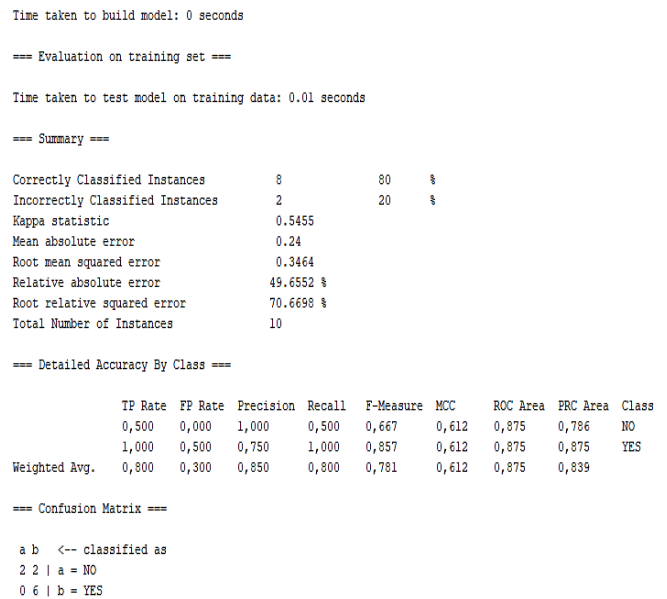 Time taken to build model: 0 seconds
=== Evaluation on training set ===
Time taken to test model on training data: 0.01 seconds
=== Summary ===
Correctly Classified Instances 8 80 %
Incorrectly Classified Instances 2 20 %
Kappa statistic 0.5455
Mean absolute error 0.24
Root mean squared error 0.3464
Relative absolute error 49.6552 %
Root relative squared error 70.6698 %
Total Number of Instances 10
=== Detailed Accuracy By Class ===
TP Rate FP Rate Precision Recall F-Measure MCC ROC Area PRC Area Class
0,500 0,000 1,000 0,500 0,667 0,612 0,875 0,786 NO
1,000 0,500 0,750 1,000 0,857 0,612 0,875 0,875 YES
Weighted Avg. 0,800 0,300 0,850 0,800 0,781 0,612 0,875 0,839
=== Confusion Matrix ===
a b <-- classified as
2 2 | a = NO
0 6 | b = YES